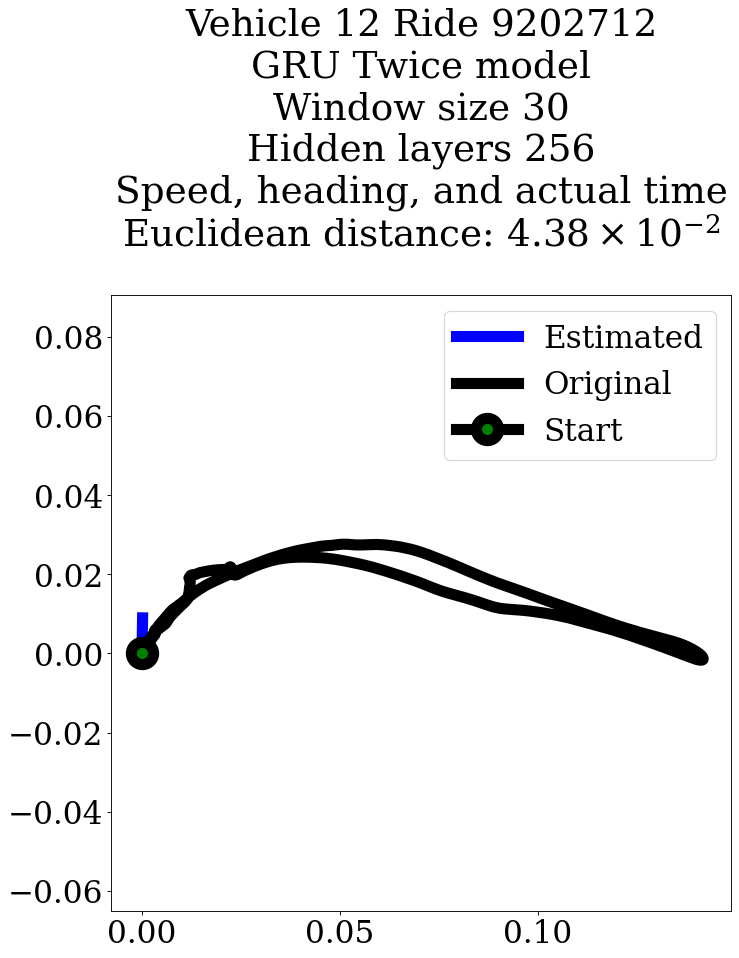 Vehicle 12 Ride 9202712
GRU Twice model
Window size 30
Hidden layers 256
Speed, heading, and actual time
Euclidean distance: 4.38 × 10⁻²
Estimated
Original
Start
0.08
0.06
0.04
0.02
0.00
−0.02
−0.04
−0.06
0.00 0.05 0.10